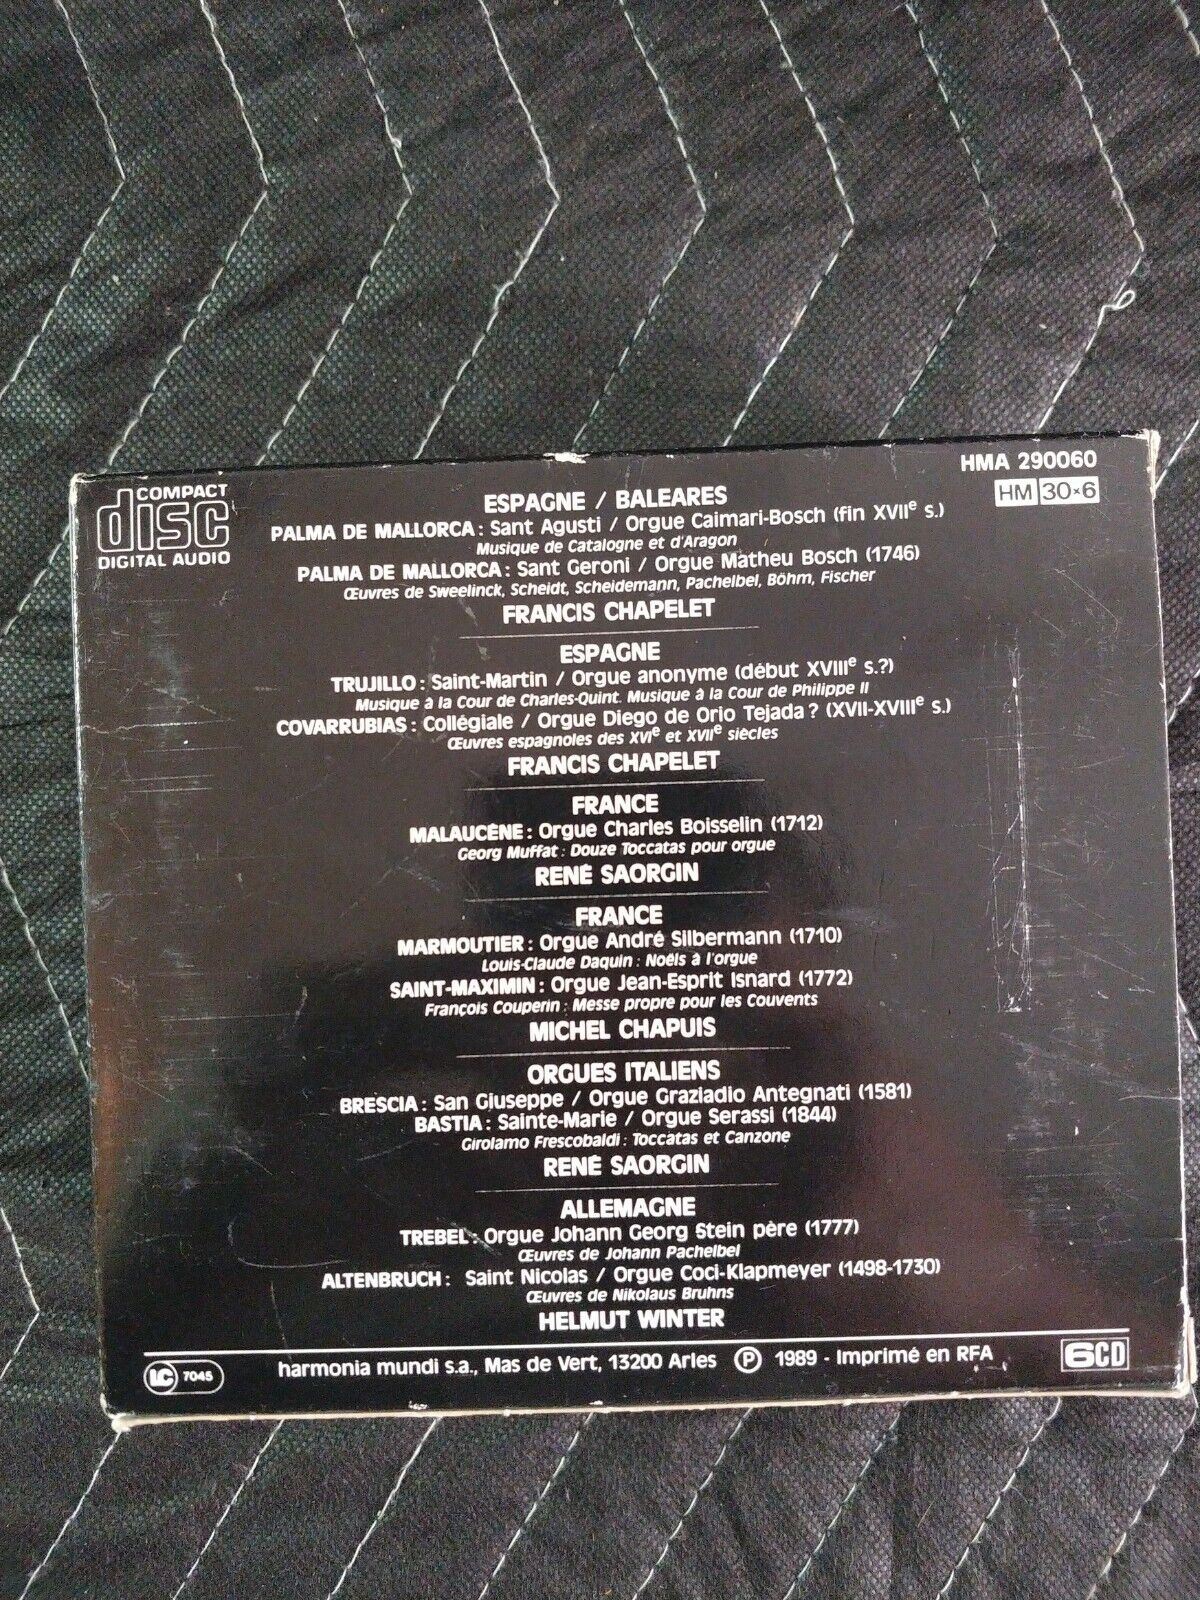 COMPACT
disc
DIGITAL AUDIO
HMA 290060
HM 30×6
ESPAGNE / BALEARES
PALMA DE MALLORCA : Sant Agusti / Orgue Caimari-Bosch (fin XVIIe s.)
Musique de Catalogne et d'Aragon
PALMA DE MALLORCA : Sant Geroni / Orgue Matheu Bosch (1746)
Œuvres de Sweelinck, Scheidt, Scheidemann, Pachelbel, Böhm, Fischer
FRANCIS CHAPELET
ESPAGNE
TRUJILLO : Saint-Martin / Orgue anonyme (début XVIIIe s.?)
Musique à la Cour de Charles-Quint. Musique à la Cour de Philippe II
COVARRUBIAS : Collégiale / Orgue Diego de Orio Tejada ? (XVII-XVIIIe s.)
Œuvres espagnoles des XVIe et XVIIe siècles
FRANCIS CHAPELET
FRANCE
MALAUCÈNE : Orgue Charles Boisselin (1712)
Georg Muffat : Douze Toccatas pour orgue
RENÉ SAORGIN
FRANCE
MARMOUTIER : Orgue André Silbermann (1710)
Louis-Claude Daquin : Noëls à l'orgue
SAINT-MAXIMIN : Orgue Jean-Esprit Isnard (1772)
François Couperin : Messe propre pour les Couvents
MICHEL CHAPUIS
ORGUES ITALIENS
BRESCIA : San Giuseppe / Orgue Graziadio Antegnati (1581)
BASTIA : Sainte-Marie / Orgue Serassi (1844)
Girolamo Frescobaldi : Toccatas et Canzone
RENÉ SAORGIN
ALLEMAGNE
TREBEL : Orgue Johann Georg Stein père (1777)
Œuvres de Johann Pachelbel
ALTENBRUCH : Saint Nicolas / Orgue Coci-Klapmeyer (1498-1730)
Œuvres de Nikolaus Bruhns
HELMUT WINTER
LC 7045
harmonia mundi s.a., Mas de Vert, 13200 Arles ℗ 1989 - Imprimé en RFA
6CD